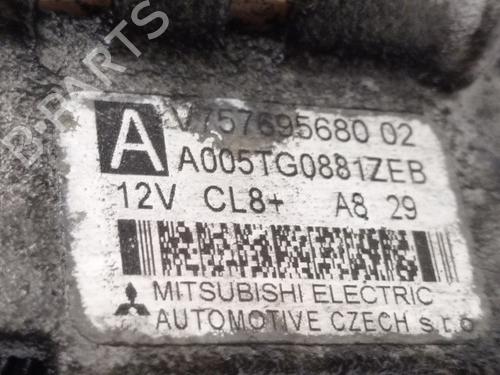 A
V757695680 02
A005TG0881ZEB
12V CL8+ A8 29
MITSUBISHI ELECTRIC
AUTOMOTIVE CZECH s.r.o
B-PARTS